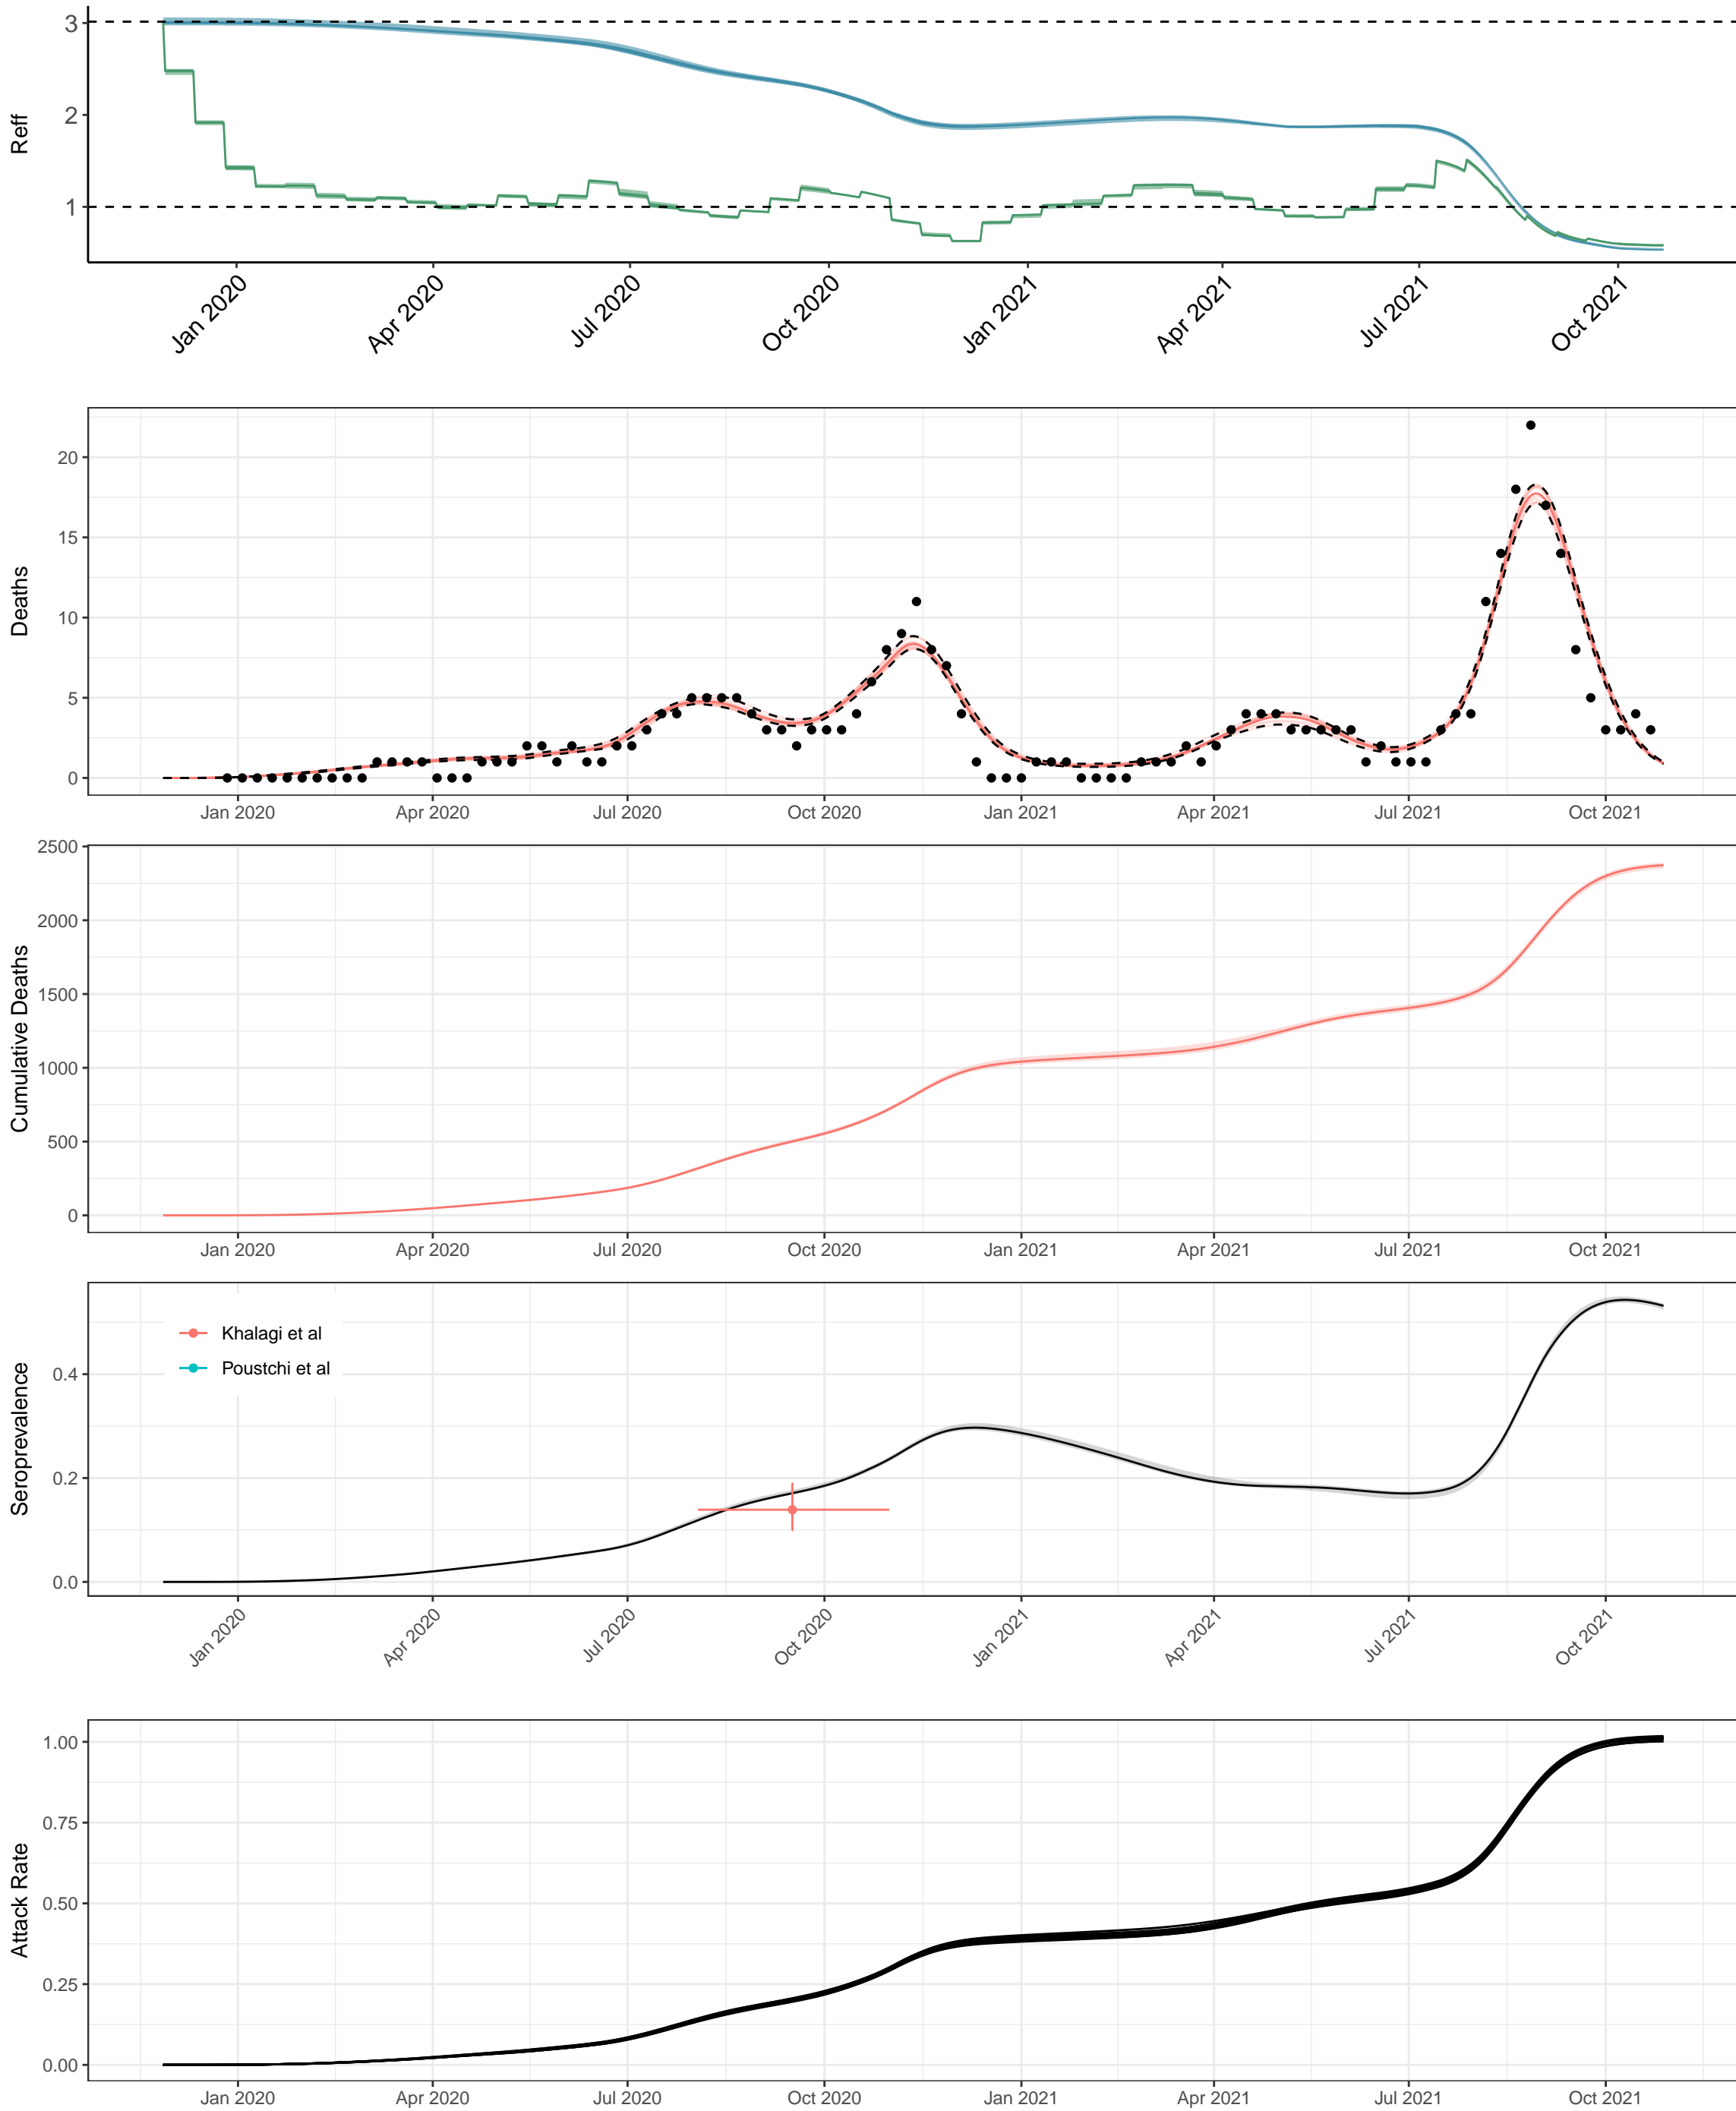 Reff
3
2
1
Jan 2020
Apr 2020
Jul 2020
Oct 2020
Jan 2021
Apr 2021
Jul 2021
Oct 2021
Deaths
20
15
10
5
0
Jan 2020
Apr 2020
Jul 2020
Oct 2020
Jan 2021
Apr 2021
Jul 2021
Oct 2021
Cumulative Deaths
2500
2000
1500
1000
500
0
Jan 2020
Apr 2020
Jul 2020
Oct 2020
Jan 2021
Apr 2021
Jul 2021
Oct 2021
Seroprevalence
0.4
0.2
0.0
Khalagi et al
Poustchi et al
Jan 2020
Apr 2020
Jul 2020
Oct 2020
Jan 2021
Apr 2021
Jul 2021
Oct 2021
Attack Rate
1.00
0.75
0.50
0.25
0.00
Jan 2020
Apr 2020
Jul 2020
Oct 2020
Jan 2021
Apr 2021
Jul 2021
Oct 2021